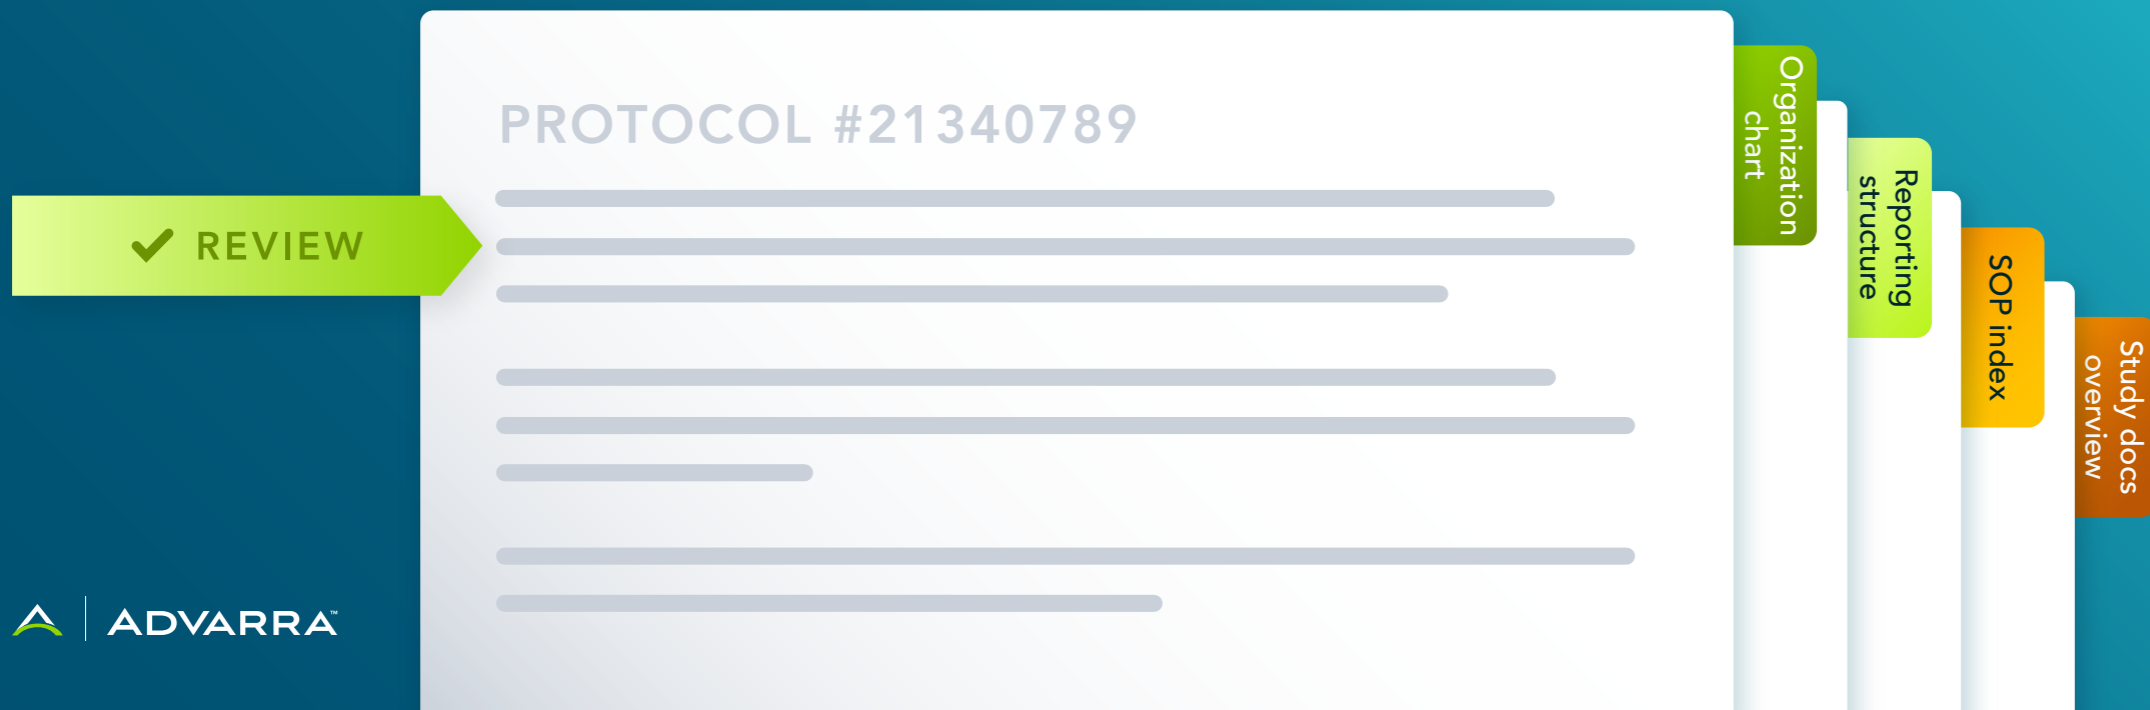 PROTOCOL #21340789
REVIEW
Organization
chart
Reporting
structure
SOP index
Study docs
overview
ADVARRA™